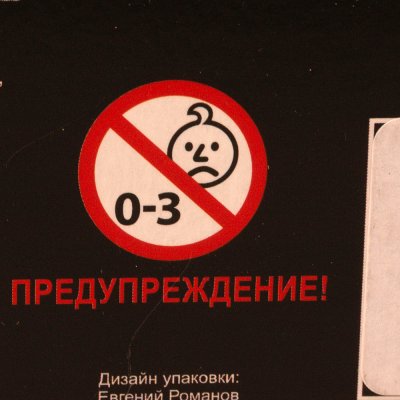 0-3
ПРЕДУПРЕЖДЕНИЕ!
Дизайн упаковки:
Евгений Романов